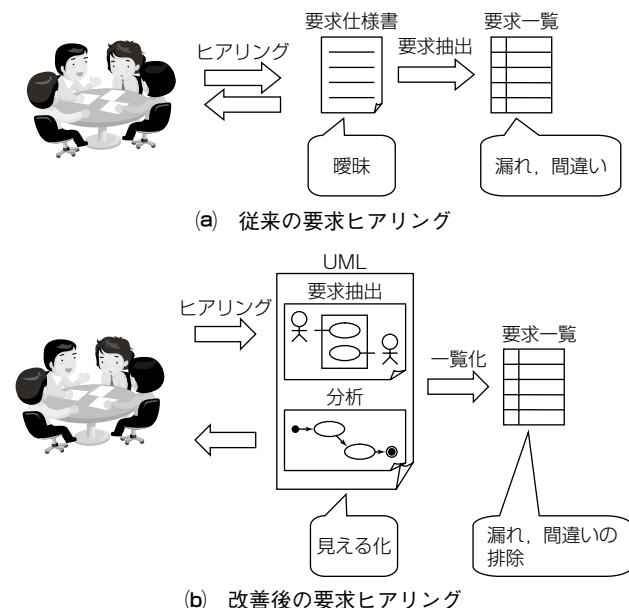 要求仕様書
要求一覧
ヒアリング
要求抽出
曖昧
漏れ，間違い
(a) 従来の要求ヒアリング
UML
要求抽出
ヒアリング
要求一覧
一覧化
分析
見える化
漏れ，間違いの
排除
(b) 改善後の要求ヒアリング